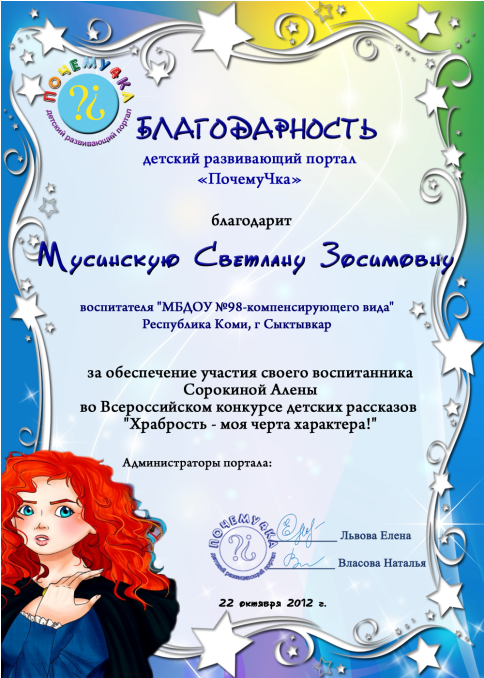 ПОЧЕМУЧКА
детский развивающий портал
БЛАГОДАРНОСТЬ
детский развивающий портал
«ПочемуЧка»
благодарит
Мусинскую Светлану Зосимовну
воспитателя "МБДОУ №98-компенсирующего вида"
Республика Коми, г Сыктывкар
за обеспечение участия своего воспитанника
Сорокиной Алены
во Всероссийском конкурсе детских рассказов
"Храбрость - моя черта характера!"
Администраторы портала:
ПОЧЕМУЧКА
детский развивающий портал
Львова Елена
Власова Наталья
22 октября 2012 г.